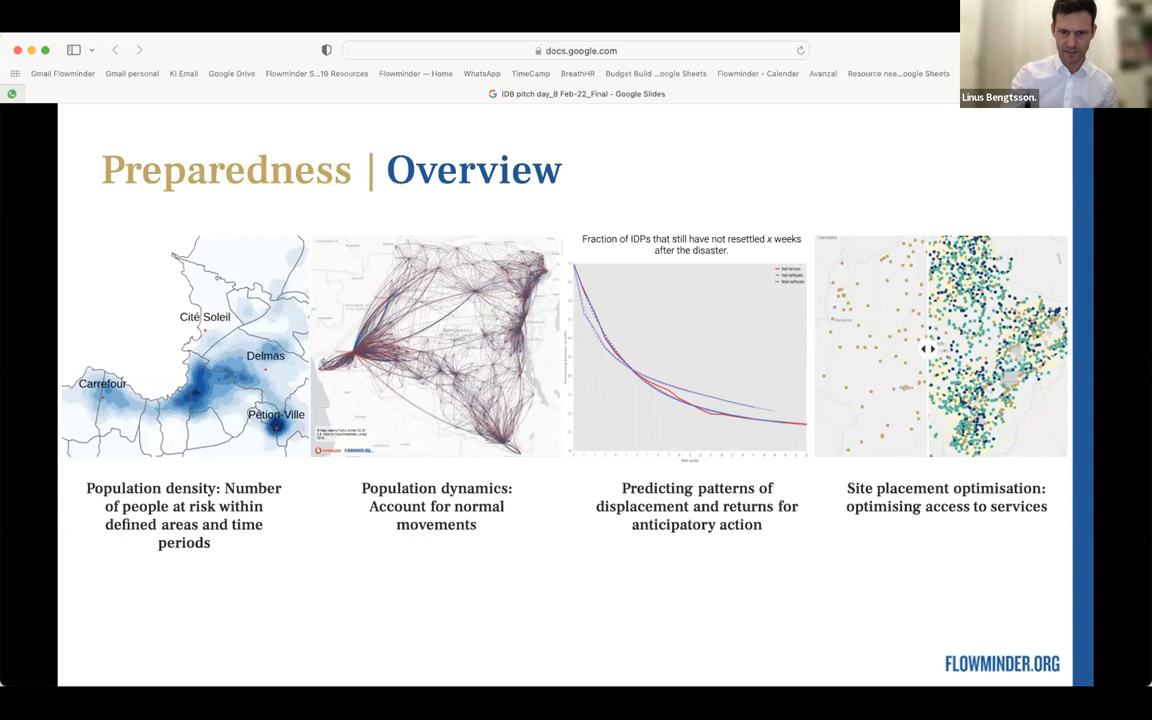 docs.google.com
Gmail Flowminder
Gmail personal
KI Email
Google Drive
Flowminder S...19 Resources
Flowminder — Home
WhatsApp
TimeCamp
BreathHR
Budget Build ...oogle Sheets
Flowminder - Calendar
Avanza!
Resource nee...oogle Sheets
IDB pitch day_8 Feb-22_Final - Google Slides
Linus Bengtsson.
Preparedness | Overview
Cité Soleil
Delmas
Carrefour
Pétion-Ville
Fraction of IDPs that still have not resettled x weeks
after the disaster.
Population density: Number
of people at risk within
defined areas and time
periods
Population dynamics:
Account for normal
movements
Predicting patterns of
displacement and returns for
anticipatory action
Site placement optimisation:
optimising access to services
FLOWMINDER.ORG